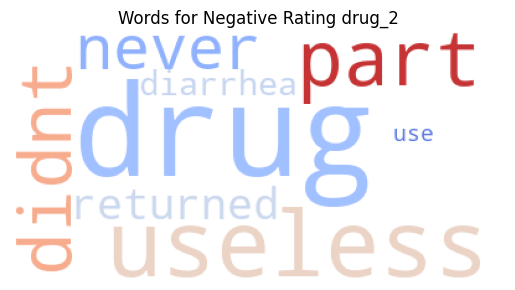 Words for Negative Rating drug_2
never
part
diarrhea
didnt
drug
use
returned
useless